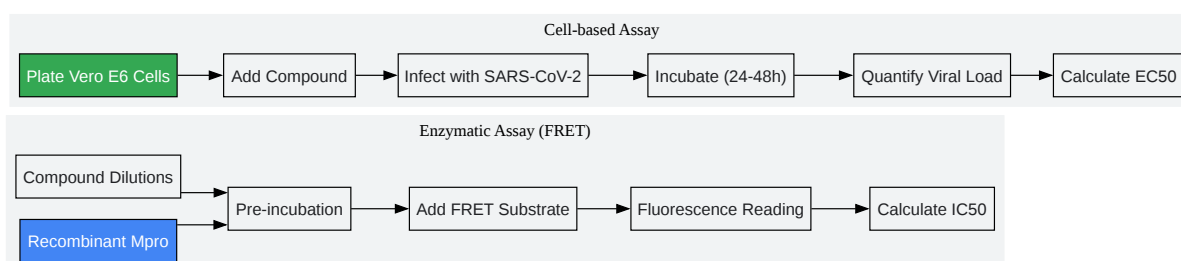 Cell-based Assay
Plate Vero E6 Cells
Add Compound
Infect with SARS-CoV-2
Incubate (24-48h)
Quantify Viral Load
Calculate EC50
Enzymatic Assay (FRET)
Compound Dilutions
Recombinant Mpro
Pre-incubation
Add FRET Substrate
Fluorescence Reading
Calculate IC50